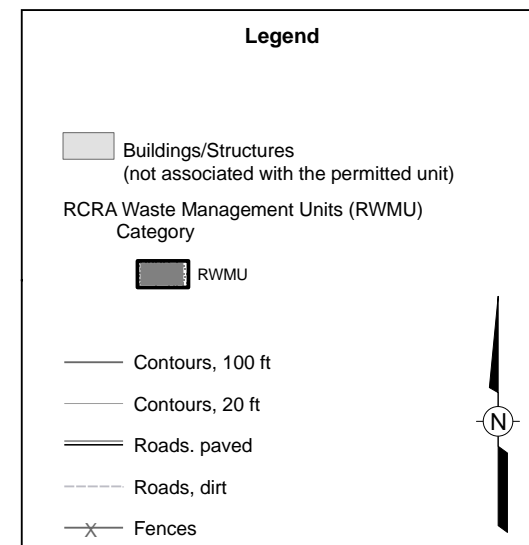 Legend
Buildings/Structures
(not associated with the permitted unit)
RCRA Waste Management Units (RWMU)
Category
RWMU
Contours, 100 ft
Contours, 20 ft
Roads. paved
Roads, dirt
X Fences
N